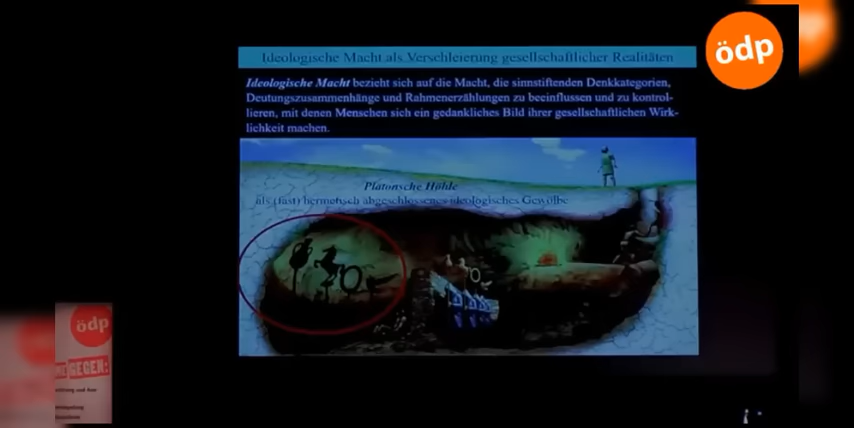 Ideologische Macht als Verschleierung gesellschaftlicher Realitäten
ödp
Ideologische Macht bezieht sich auf die Macht, die sinnstiftenden Denkkategorien,
Deutungszusammenhänge und Rahmenerzählungen zu beeinflussen und zu kontrol-
lieren, mit denen Menschen sich ein gedankliches Bild ihrer gesellschaftlichen Wirk-
lichkeit machen.
Platonsche Höhle
als (fast) hermetisch abgeschlossenes ideologisches Gewölbe
ödp
GEGEN: